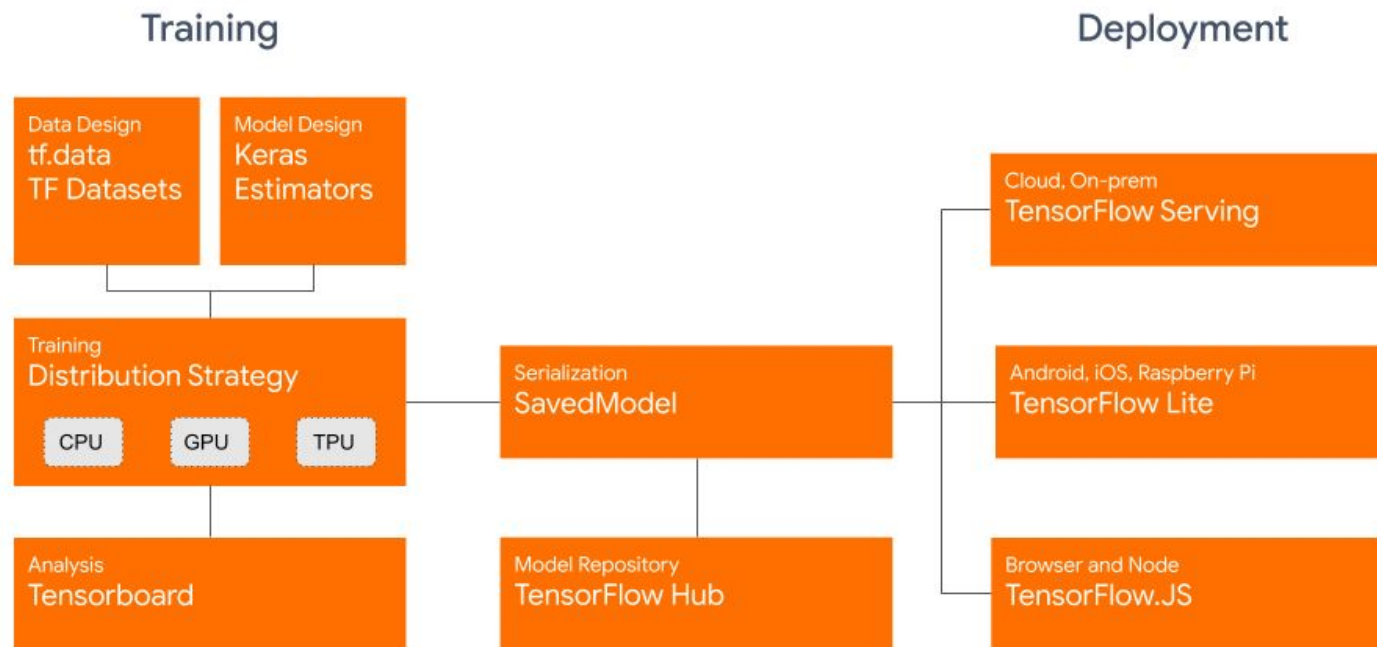 Training
Deployment
Data Design
tf.data
TF Datasets
Model Design
Keras
Estimators
Training
Distribution Strategy
CPU
GPU
TPU
Analysis
Tensorboard
Serialization
SavedModel
Model Repository
TensorFlow Hub
Cloud, On-prem
TensorFlow Serving
Android, iOS, Raspberry Pi
TensorFlow Lite
Browser and Node
TensorFlow.JS